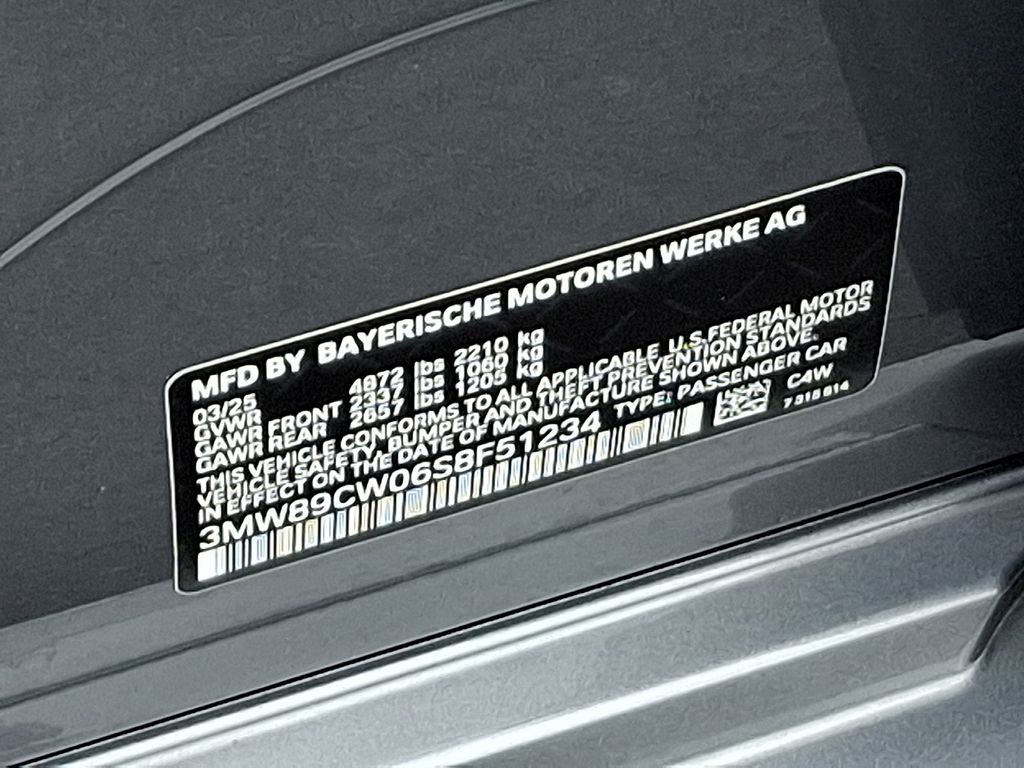 MFD BY BAYERISCHE MOTOREN WERKE AG
03/25
GVWR 4872 lbs 2210 kg
GAWR FRONT 2337 lbs 1060 kg
GAWR REAR 2657 lbs 1205 kg
THIS VEHICLE CONFORMS TO ALL APPLICABLE U.S. FEDERAL MOTOR
VEHICLE SAFETY, BUMPER AND THEFT PREVENTION STANDARDS
IN EFFECT ON THE DATE OF MANUFACTURE SHOWN ABOVE.
3MW89CW06S8F51234 TYPE: PASSENGER CAR
C4W
7 318 614